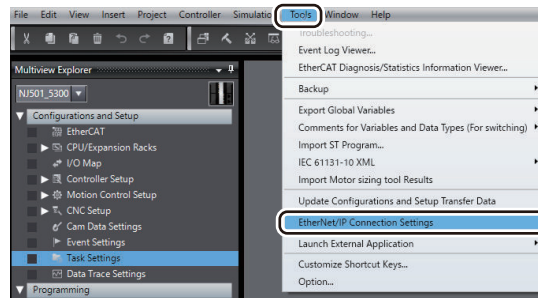 File Edit View Insert Project Controller Simulatio Tools Window Help
Troubleshooting...
Event Log Viewer...
EtherCAT Diagnosis/Statistics Information Viewer...
Backup
Export Global Variables
Comments for Variables and Data Types (For switching)
Import ST Program...
IEC 61131-10 XML
Import Motor sizing tool Results
Update Configurations and Setup Transfer Data
EtherNet/IP Connection Settings
Launch External Application
Customize Shortcut Keys...
Option...
Multiview Explorer
NJ501_5300
Configurations and Setup
EtherCAT
CPU/Expansion Racks
I/O Map
Controller Setup
Motion Control Setup
CNC Setup
Cam Data Settings
Event Settings
Task Settings
Data Trace Settings
Programming